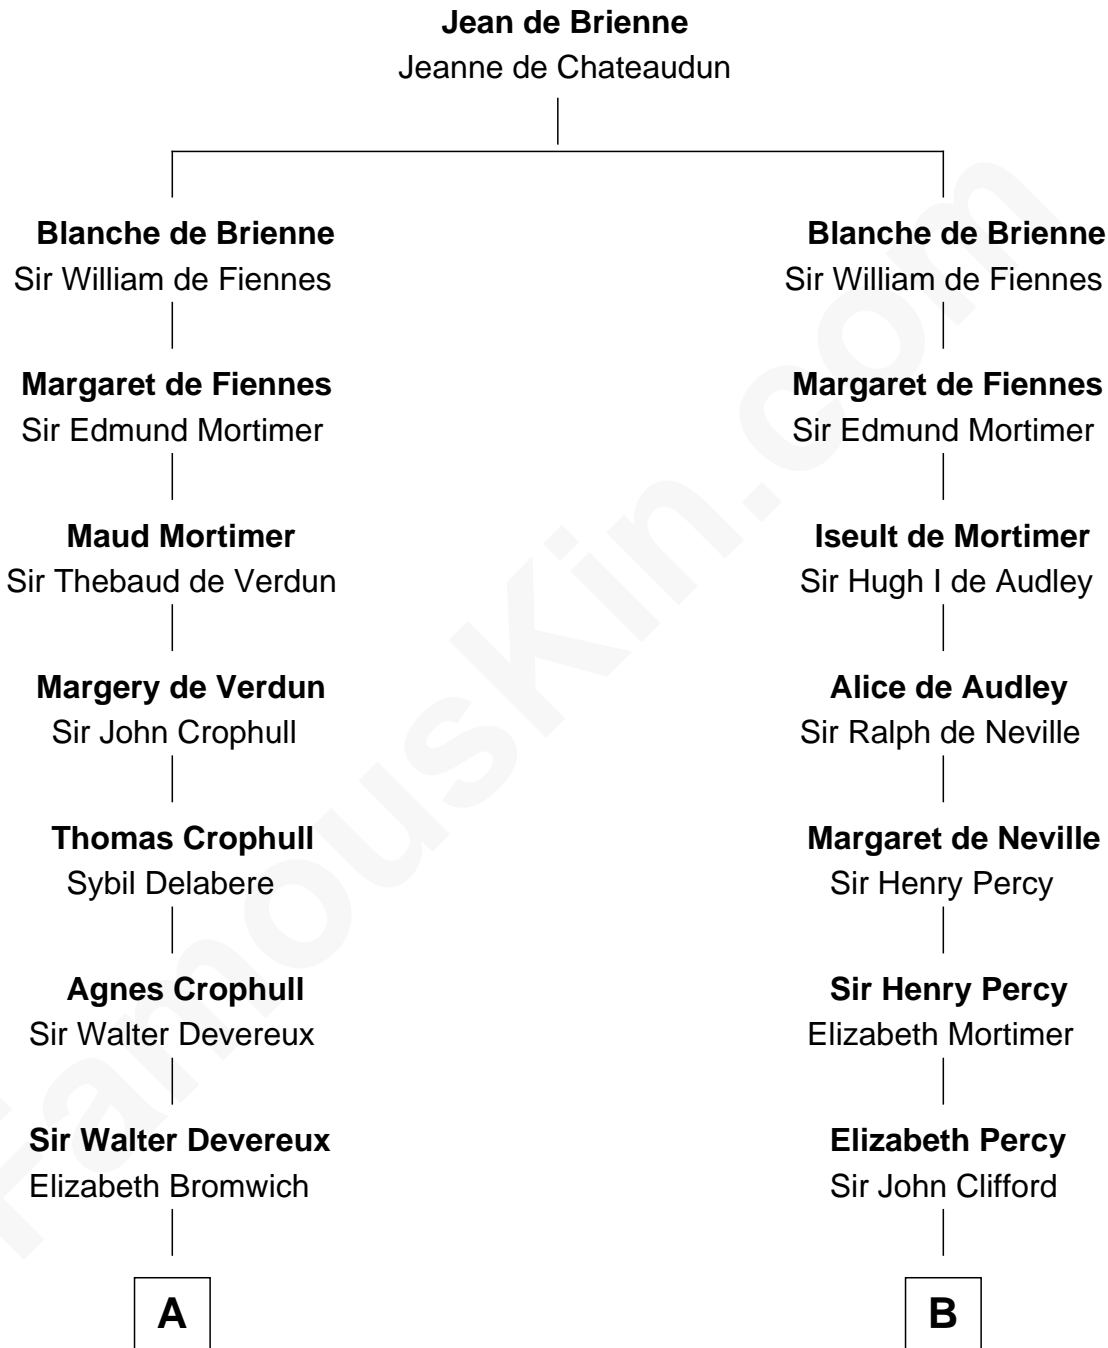 Jean de Brienne
Jeanne de Chateaudun
Blanche de Brienne
Sir William de Fiennes
Margaret de Fiennes
Sir Edmund Mortimer
Maud Mortimer
Sir Thebaud de Verdun
Margery de Verdun
Sir John Crophull
Thomas Crophull
Sybil Delabere
Agnes Crophull
Sir Walter Devereux
Sir Walter Devereux
Elizabeth Bromwich
A
Blanche de Brienne
Sir William de Fiennes
Margaret de Fiennes
Sir Edmund Mortimer
Iseult de Mortimer
Sir Hugh I de Audley
Alice de Audley
Sir Ralph de Neville
Margaret de Neville
Sir Henry Percy
Sir Henry Percy
Elizabeth Mortimer
Elizabeth Percy
Sir John Clifford
B
FamousKin.com